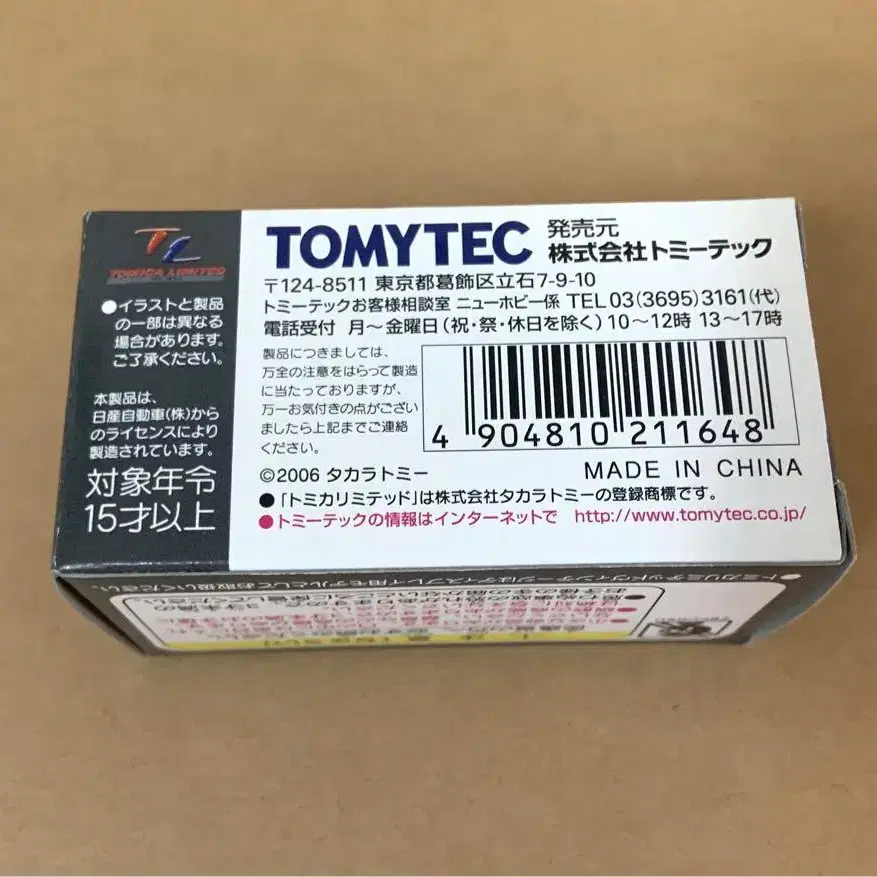 TL
TOMICA LIMITED
●イラストと製品
の一部は異なる
場合があります。
ご了承ください。
本製品は、
日産自動車(株)から
のライセンスにより
製造されています。
対象年令
15才以上
TOMYTEC 発売元
株式会社トミーテック
〒124-8511 東京都葛飾区立石7-9-10
トミーテックお客様相談室 ニューホビー係 TEL 03(3695)3161(代)
電話受付 月～金曜日(祝・祭・休日を除く)10～12時 13～17時
製品につきましては、
万全の注意をはらって製造
に当たっておりますが、
万一お気付きの点がござい
ましたら上記までご連絡
ください。
4 904810 211648
©2006 タカラトミー MADE IN CHINA
●「トミカリミテッド」は株式会社タカラトミーの登録商標です。
●トミーテックの情報はインターネットで http://www.tomytec.co.jp/